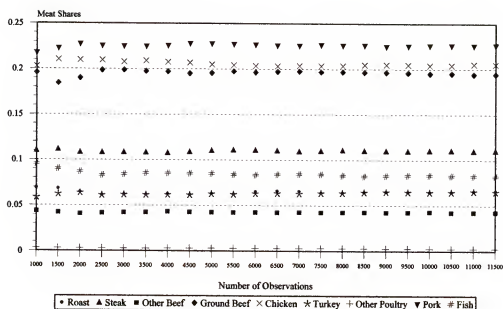 Meat Shares
0.25
0.2
0.15
0.1
0.05
0
1000 1500 2000 2500 3000 3500 4000 4500 5000 5500 6000 6500 7000 7500 8000 8500 9000 9500 10000 10500 11000 11500
Number of Observations
Roast Steak Other Beef Ground Beef Chicken Turkey Other Poultry Pork Fish